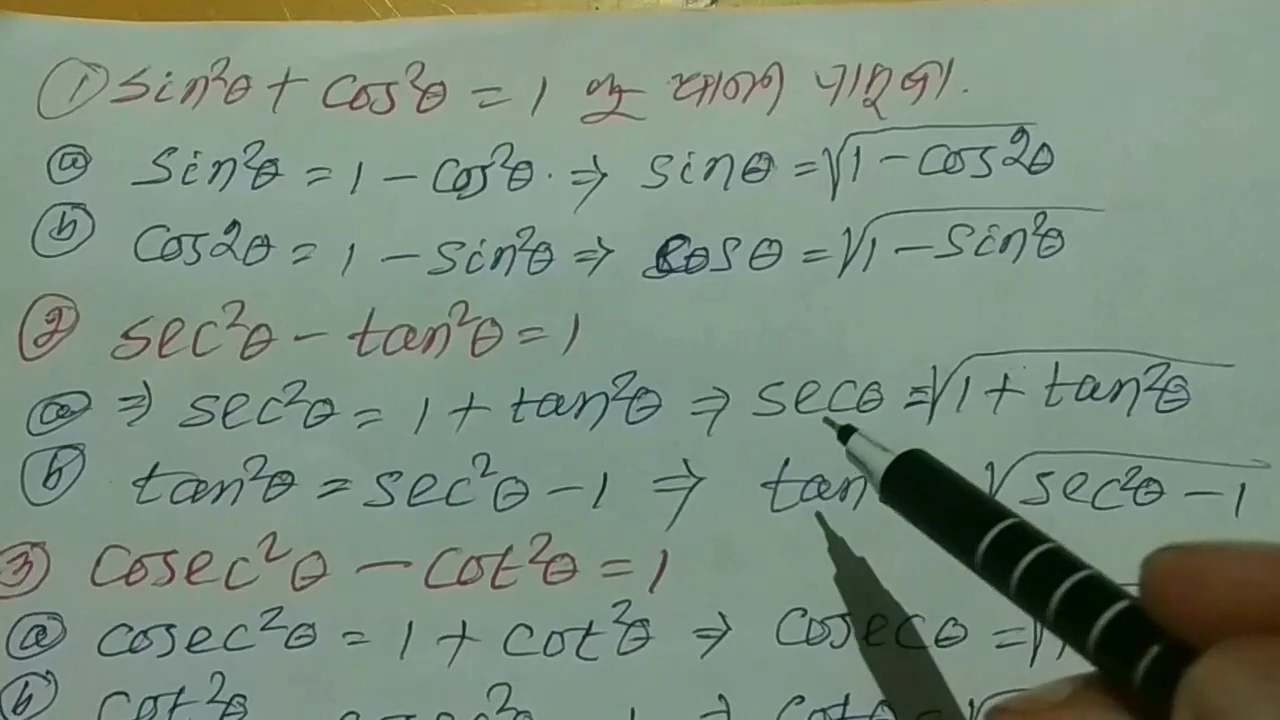 ① sin²θ + cos²θ = 1
ⓐ sin²θ = 1 - cos²θ. ⇒ sinθ = √1 - cos2θ
ⓑ cos2θ = 1 - sin²θ ⇒ cosθ = √1 - sin²θ
② sec²θ - tan²θ = 1
ⓐ ⇒ sec²θ = 1 + tan²θ ⇒ secθ = √1 + tan²θ
ⓑ tan²θ = sec²θ - 1 ⇒ tan √sec²θ - 1
③ cosec²θ - cot²θ = 1
ⓐ cosec²θ = 1 + cot²θ ⇒ cosecθ = √1
ⓑ cot²θ